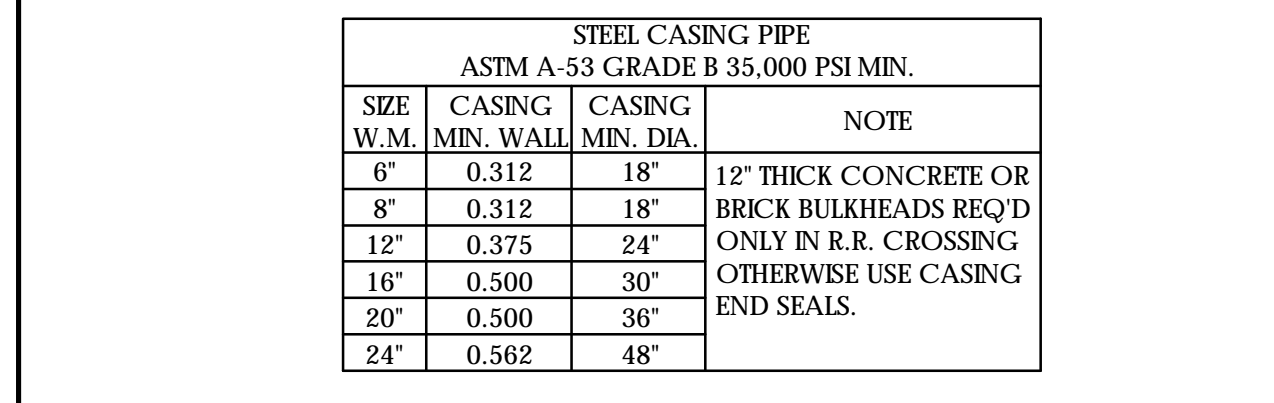 STEEL CASING PIPE
ASTM A-53 GRADE B 35,000 PSI MIN.
SIZE W.M. CASING MIN. WALL CASING MIN. DIA. NOTE
6" 0.312 18"
8" 0.312 18"
12" 0.375 24"
16" 0.500 30"
20" 0.500 36"
24" 0.562 48"
12" THICK CONCRETE OR
BRICK BULKHEADS REQ'D
ONLY IN R.R. CROSSING
OTHERWISE USE CASING
END SEALS.